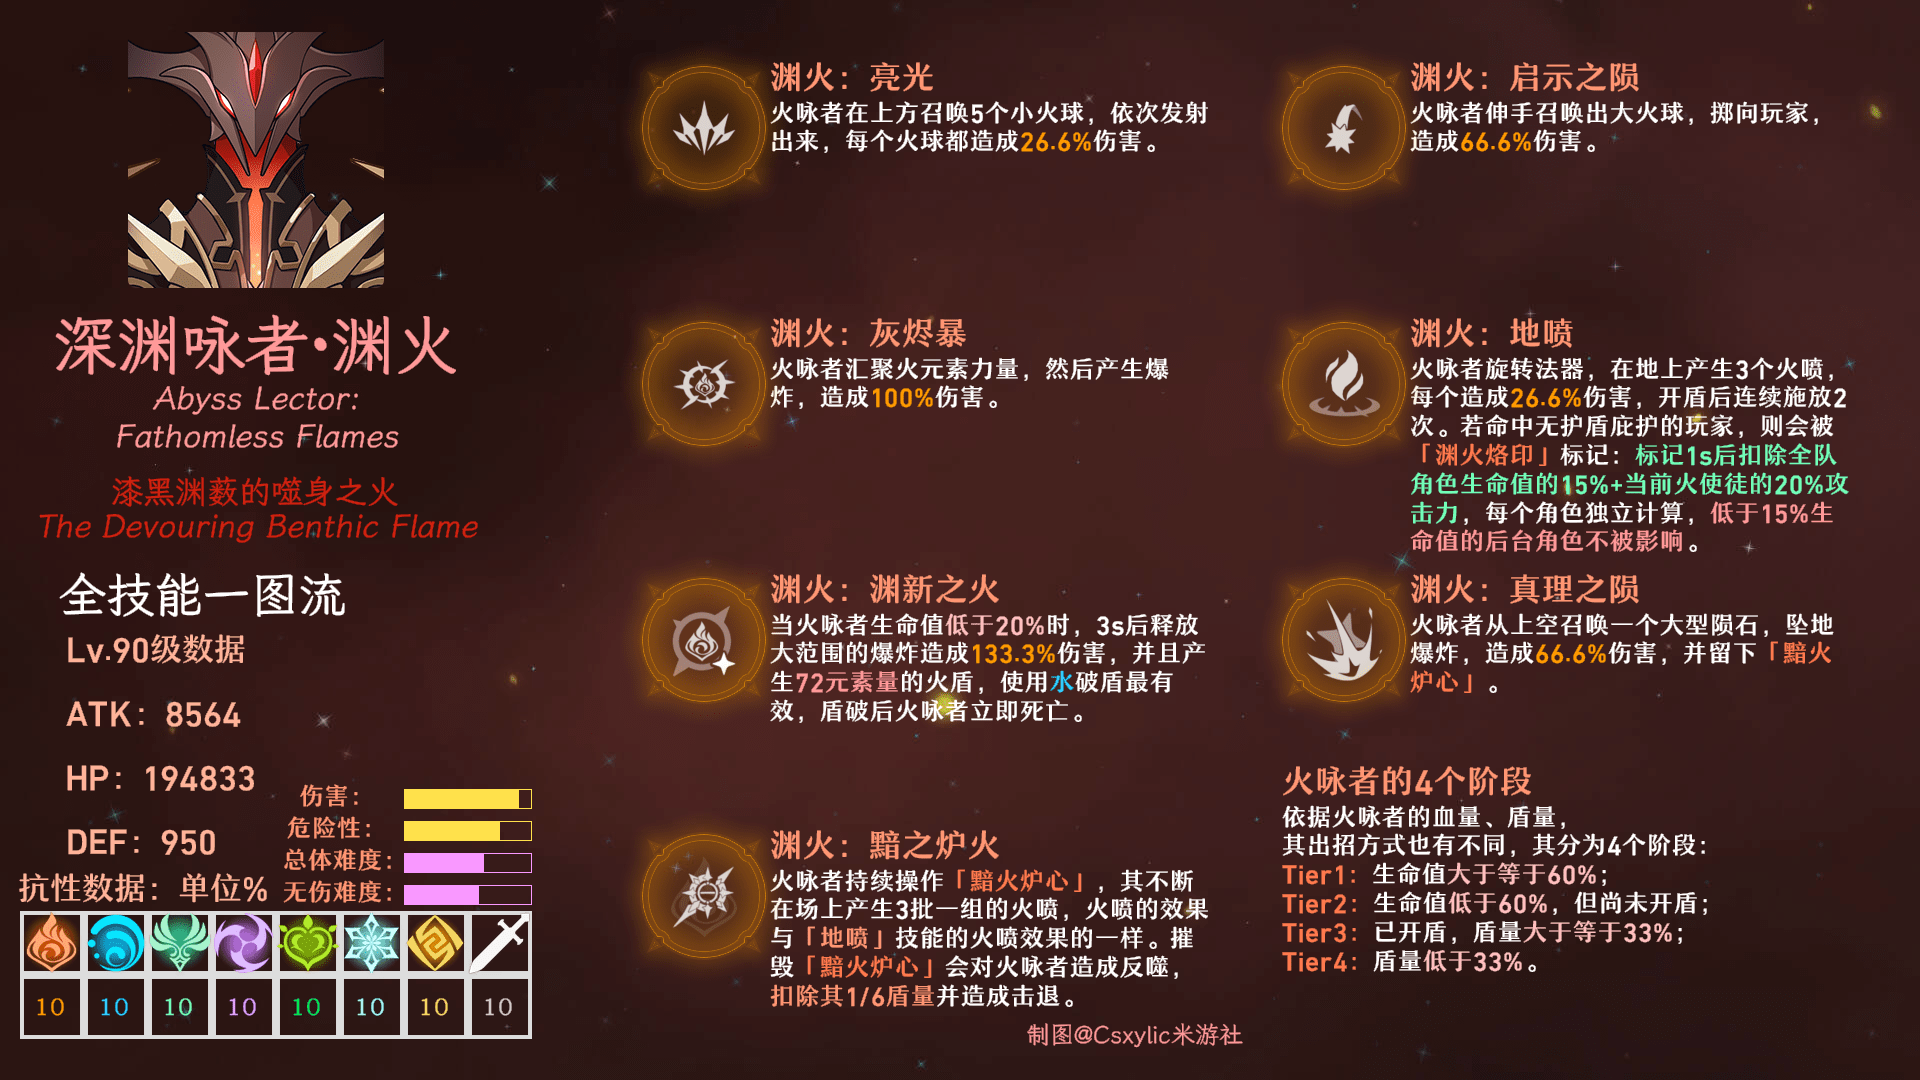 深渊咏者·渊火
Abyss Lector:
Fathomless Flames
漆黑渊薮的噬身之火
The Devouring Benthic Flame
全技能一图流
Lv.90级数据
ATK：8564
HP：194833
DEF：950
伤害：
危险性：
总体难度：
无伤难度：
抗性数据：单位%
10 10 10 10 10 10 10 10
渊火：亮光
火咏者在上方召唤5个小火球，依次发射
出来，每个火球都造成26.6%伤害。
渊火：启示之陨
火咏者伸手召唤出大火球，掷向玩家，
造成66.6%伤害。
渊火：灰烬暴
火咏者汇聚火元素力量，然后产生爆
炸，造成100%伤害。
渊火：地喷
火咏者旋转法器，在地上产生3个火喷，
每个造成26.6%伤害，开盾后连续施放2
次。若命中无护盾庇护的玩家，则会被
「渊火烙印」标记：标记1s后扣除全队
角色生命值的15%+当前火使徒的20%攻
击力，每个角色独立计算，低于15%生
命值的后台角色不被影响。
渊火：渊新之火
当火咏者生命值低于20%时，3s后释放
大范围的爆炸造成133.3%伤害，并且产
生72元素量的火盾，使用水破盾最有
效，盾破后火咏者立即死亡。
渊火：真理之陨
火咏者从上空召唤一个大型陨石，坠地
爆炸，造成66.6%伤害，并留下「黯火
炉心」。
渊火：黯之炉火
火咏者持续操作「黯火炉心」，其不断
在场上产生3批一组的火喷，火喷的效果
与「地喷」技能的火喷效果的一样。摧
毁「黯火炉心」会对火咏者造成反噬，
扣除其1/6盾量并造成击退。
火咏者的4个阶段
依据火咏者的血量、盾量，
其出招方式也有不同，其分为4个阶段：
Tier1：生命值大于等于60%；
Tier2：生命值低于60%，但尚未开盾；
Tier3：已开盾，盾量大于等于33%；
Tier4：盾量低于33%。
制图@Csxylic米游社